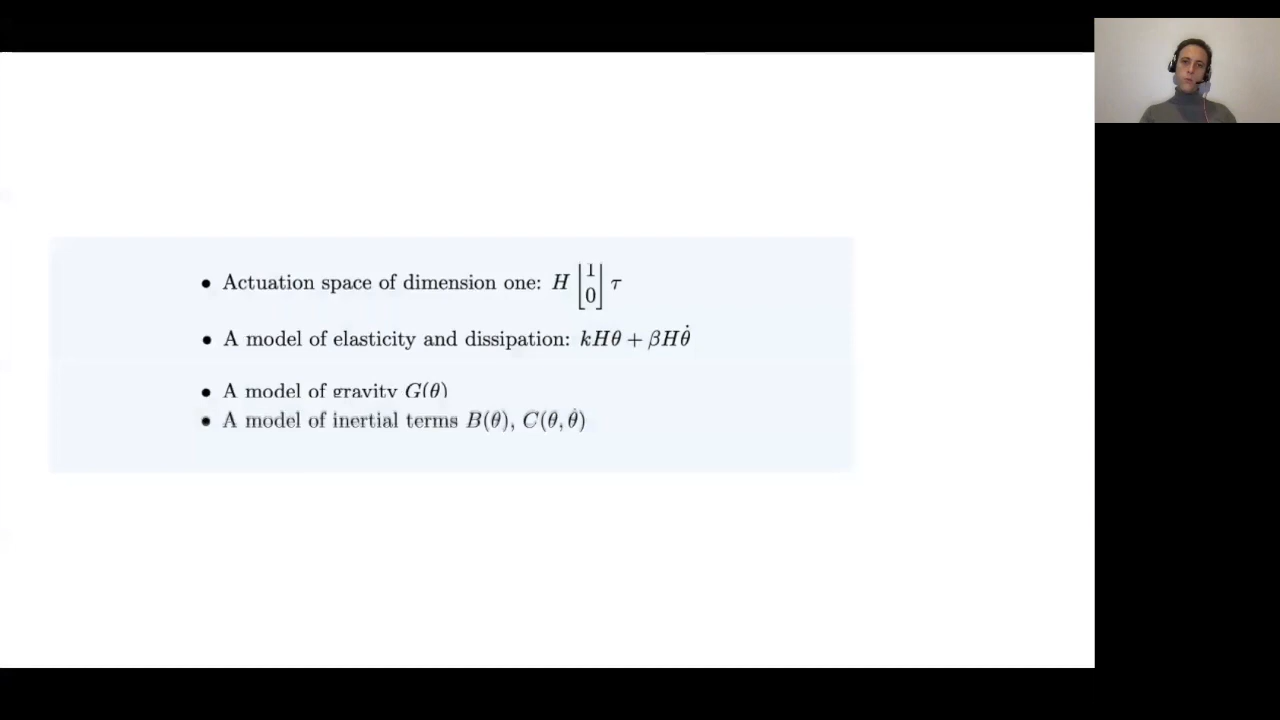 • Actuation space of dimension one: H [1 0] τ
• A model of elasticity and dissipation: kHθ + βHθ̇
• A model of gravity G(θ)
• A model of inertial terms B(θ), C(θ, θ̇)